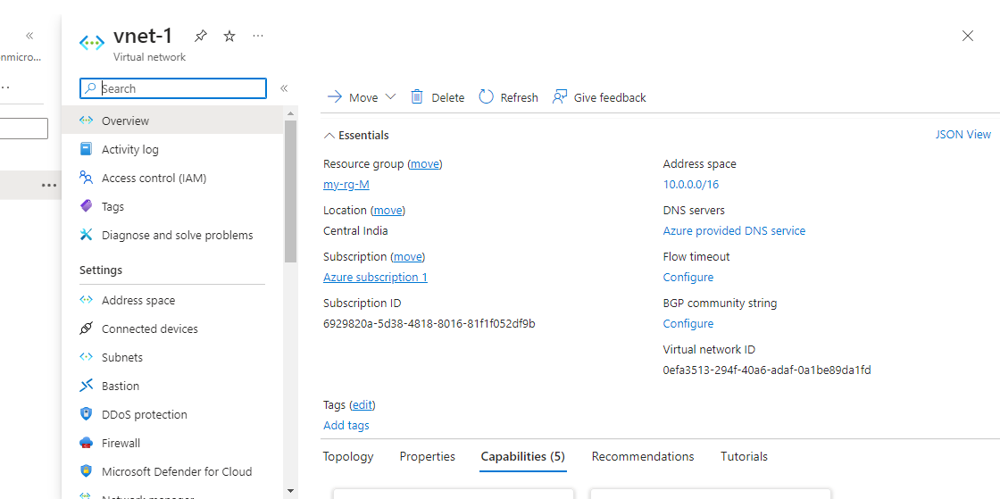 vnet-1
Virtual network
nmicro...
Search
Overview
Activity log
Access control (IAM)
Tags
Diagnose and solve problems
Settings
Address space
Connected devices
Subnets
Bastion
DDoS protection
Firewall
Microsoft Defender for Cloud
Network manager
Move
Delete
Refresh
Give feedback
Essentials
JSON View
Resource group (move)
my-rg-M
Location (move)
Central India
Subscription (move)
Azure subscription 1
Subscription ID
6929820a-5d38-4818-8016-81f1f052df9b
Address space
10.0.0.0/16
DNS servers
Azure provided DNS service
Flow timeout
Configure
BGP community string
Configure
Virtual network ID
0efa3513-294f-40a6-adaf-0a1be89da1fd
Tags (edit)
Add tags
Topology
Properties
Capabilities (5)
Recommendations
Tutorials